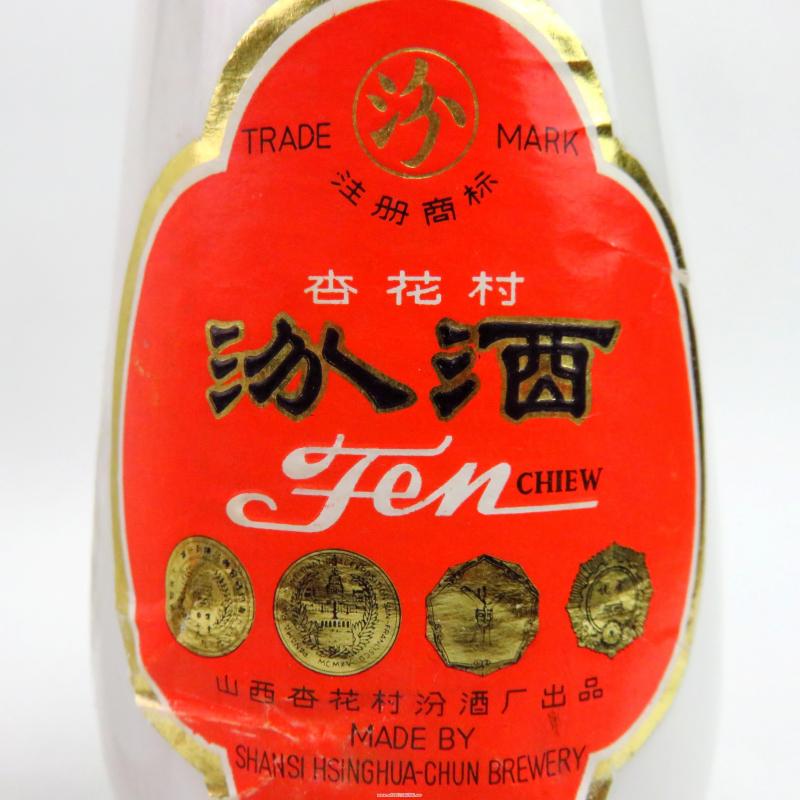 汾
TRADE MARK
注册商标
杏花村
汾酒
Fen CHIEW
MCMXV
山西杏花村汾酒厂出品
MADE BY
SHANSI HSINGHUA-CHUN BREWERY